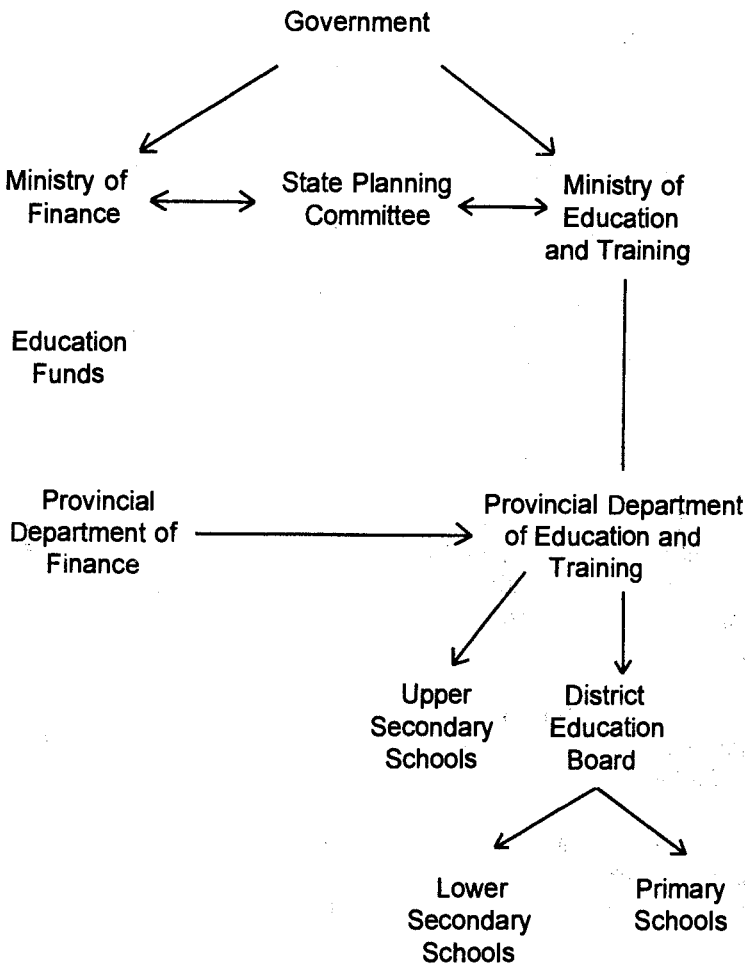 Government
Ministry of
Finance
State Planning
Committee
Ministry of
Education
and Training
Education
Funds
Provincial
Department of
Finance
Provincial Department
of Education and
Training
Upper
Secondary
Schools
District
Education
Board
Lower
Secondary
Schools
Primary
Schools